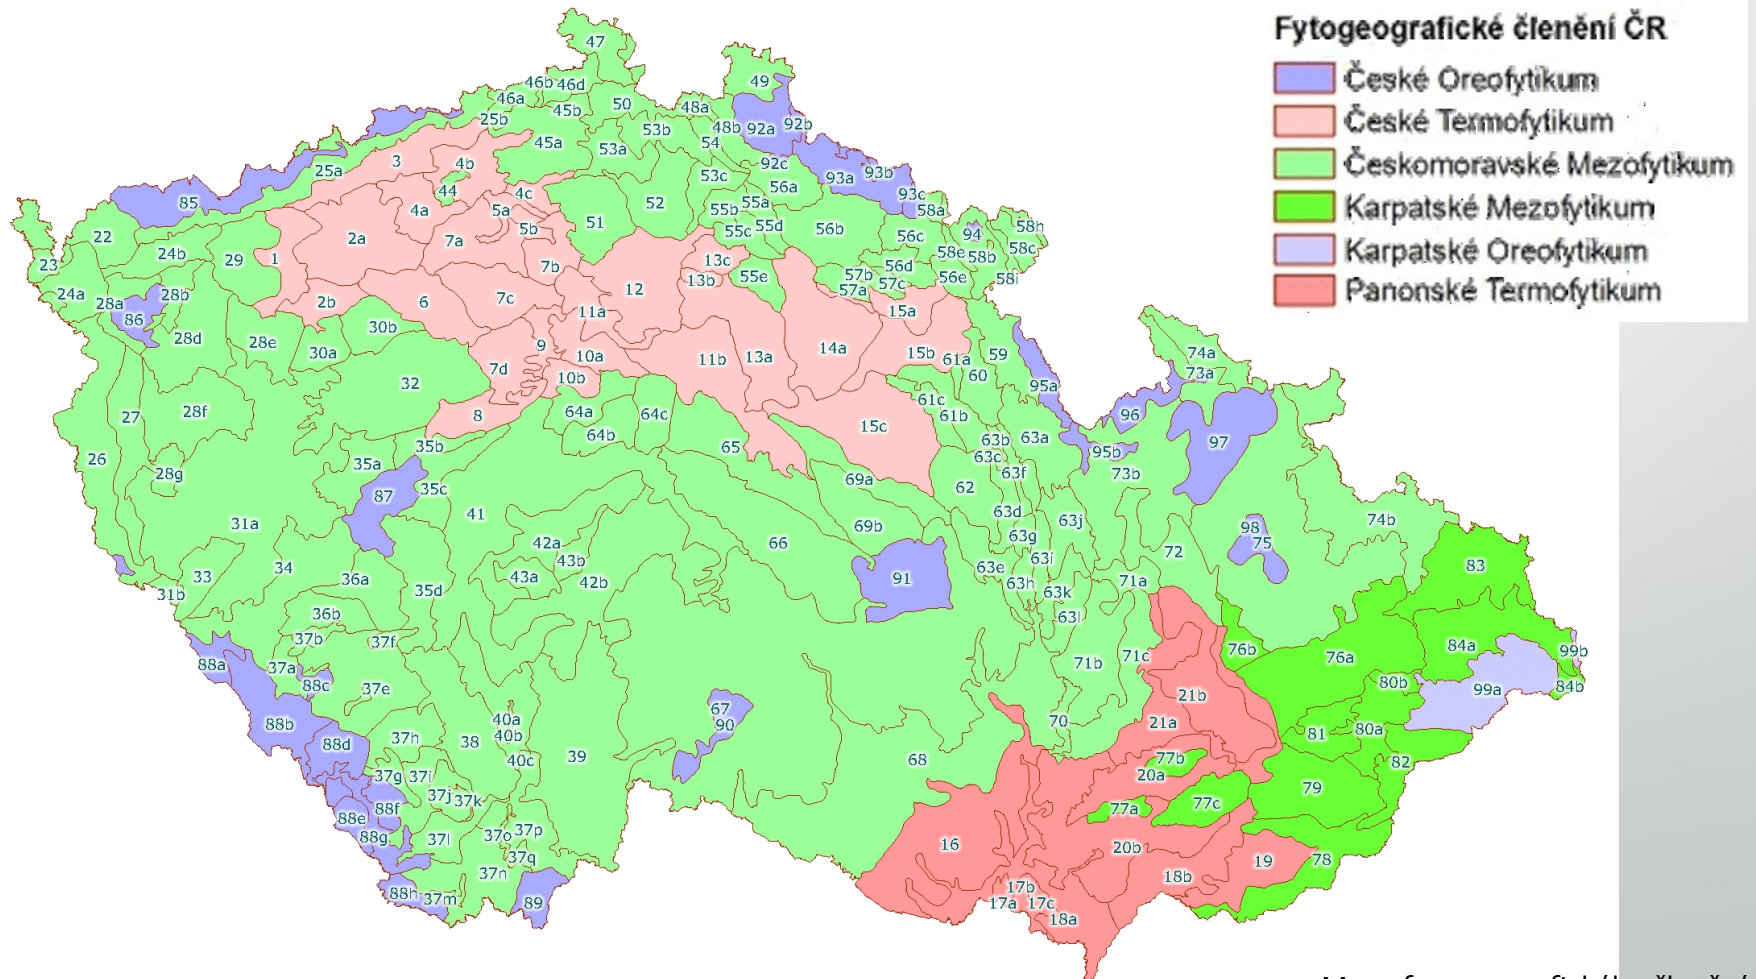 Fytogeografické členění ČR
České Oreofytikum
České Termofytikum
Českomoravské Mezofytikum
Karpatské Mezofytikum
Karpatské Oreofytikum
Panonské Termofytikum
47
49
46b 46d
46a
45b
50
48a
25b
53b
48b
92a
92b
45a
53a
54
3
4b
92c
25a
53c
56a
93a
93b
44
4c
93c
85
52
55a
4a
5a
55b
58a
51
55d
5b
55c
56b
58h
22
2a
7a
56c
94
58c
24b
58e
58b
29
1
7b
13c
56d
23
57b
55e
56e
58i
13b
57c
24a
28b
12
57a
28a
2b
6
7c
86
11a
15a
30b
28d
28e
9
14a
30a
10a
11b
13a
15b
59
61a
74a
7d
60
73a
32
10b
95a
61c
27
28f
8
64a
64c
61b
96
15c
64b
63b
63a
97
35b
65
26
63c
95b
35a
28g
63f
73b
69a
87
35c
62
41
63d
31a
69b
63j
74b
98
42a
66
63g
75
72
43b
63i
34
83
63e
33
36a
43a
42b
91
63h
71a
35d
63k
31b
36b
63l
37b
37f
84a
76b
99b
71c
76a
88a
37a
71b
88c
80b
84b
37e
99a
21b
67
40a
88b
90
70
21a
80a
40b
81
37h
38
88d
39
40c
68
77b
82
37g
37i
20a
79
37j
37k
77c
88f
77a
88e
37o
37p
88g
37l
16
20b
37q
19
78
37n
18b
17b
88h
37m
89
17a
17c
18a